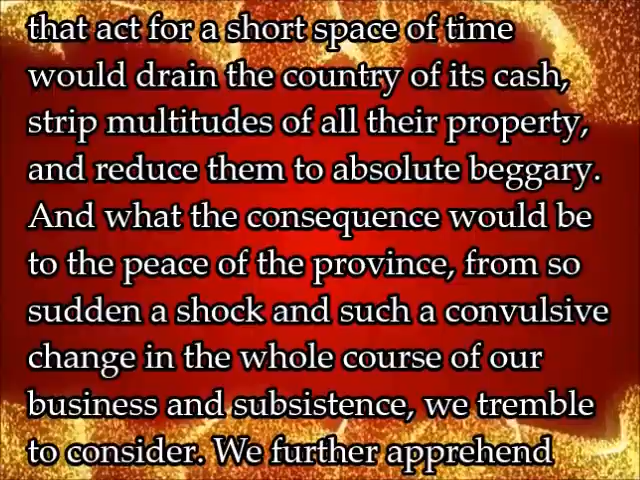 that act for a short space of time
would drain the country of its cash,
strip multitudes of all their property,
and reduce them to absolute beggary.
And what the consequence would be
to the peace of the province, from so
sudden a shock and such a convulsive
change in the whole course of our
business and subsistence, we tremble
to consider. We further apprehend